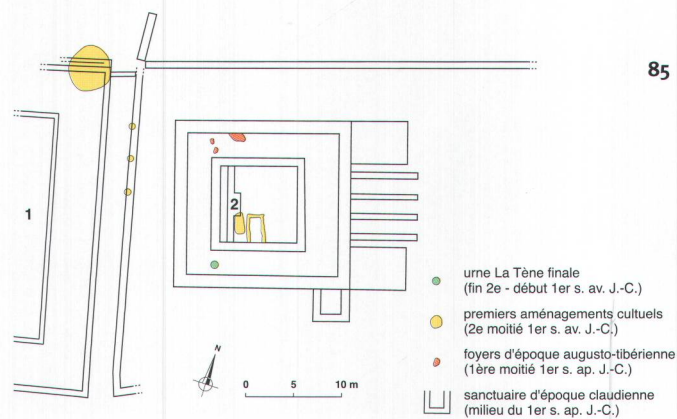 85
1
2
N
0 5 10 m
urne La Tène finale
(fin 2e - début 1er s. av. J.-C.)
premiers aménagements cultuels
(2e moitié 1er s. av. J.-C.)
foyers d'époque augusto-tibérienne
(1ère moitié 1er s. ap. J.-C.)
sanctuaire d'époque claudienne
(milieu du 1er s. ap. J.-C.)